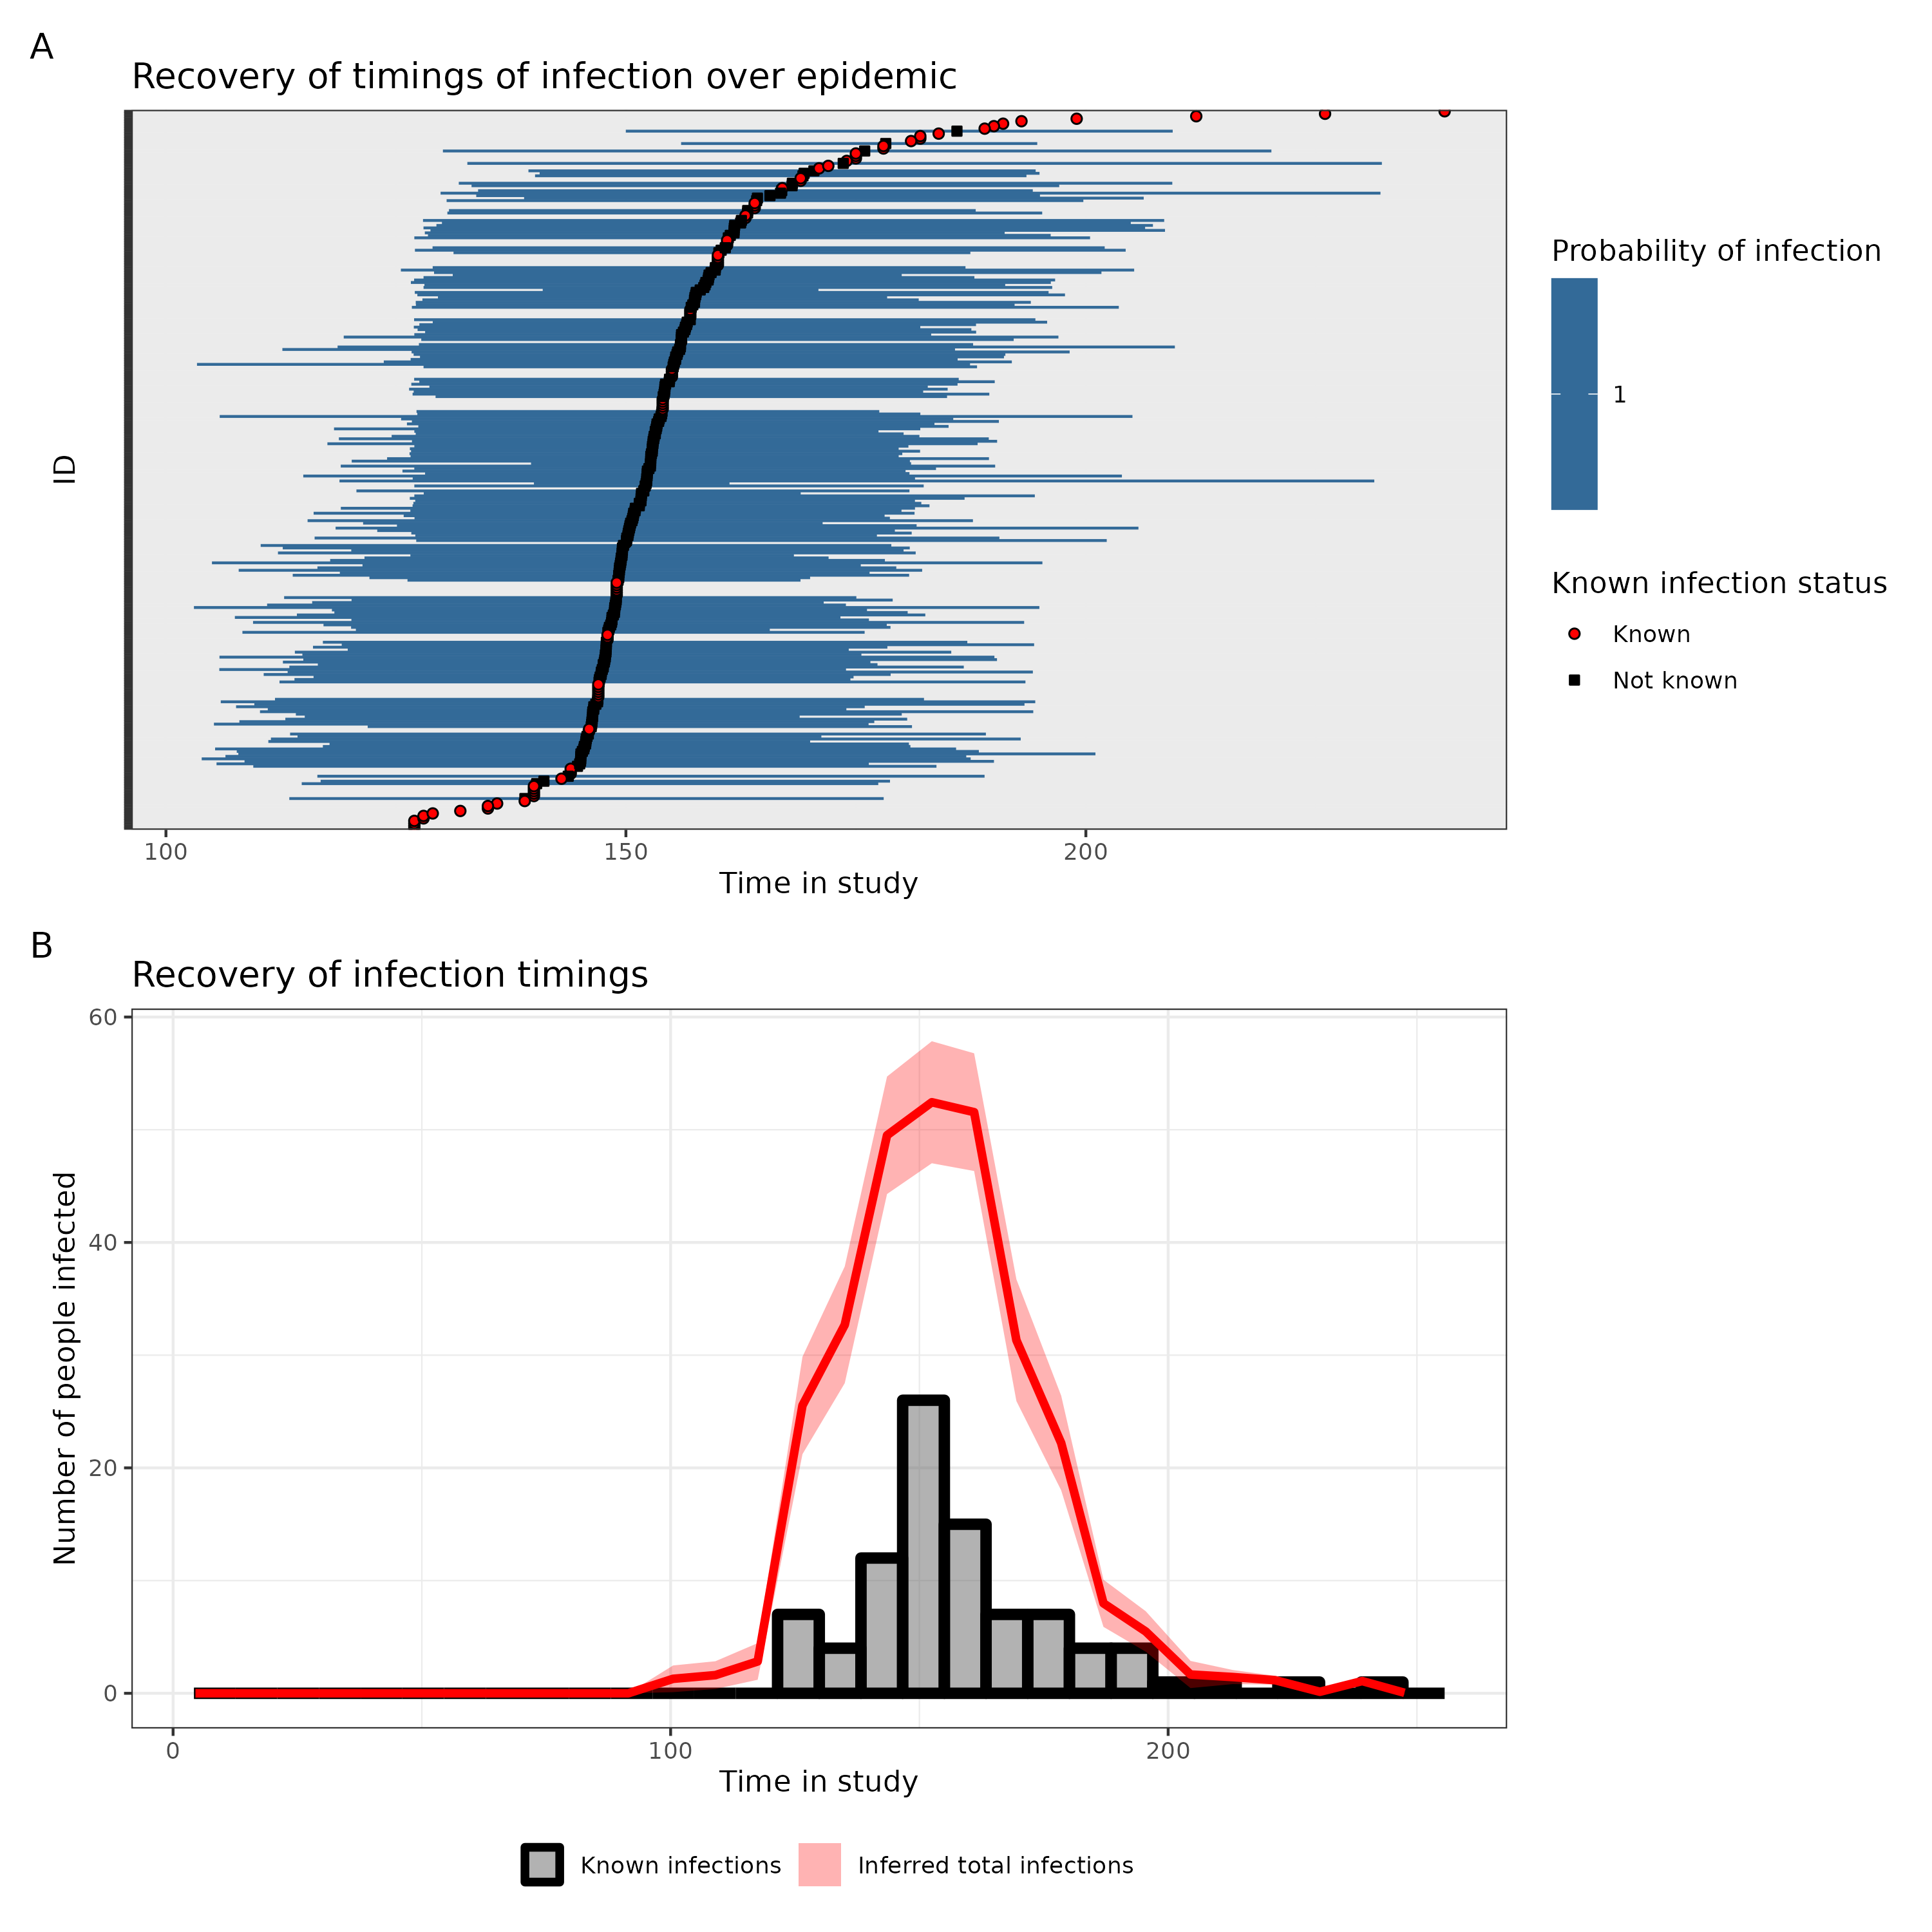 A
Recovery of timings of infection over epidemic
ID
100 150 200
Time in study
Probability of infection
1
Known infection status
Known
Not known
B
Recovery of infection timings
Number of people infected
60
40
20
0
0 100 200
Time in study
Known infections Inferred total infections